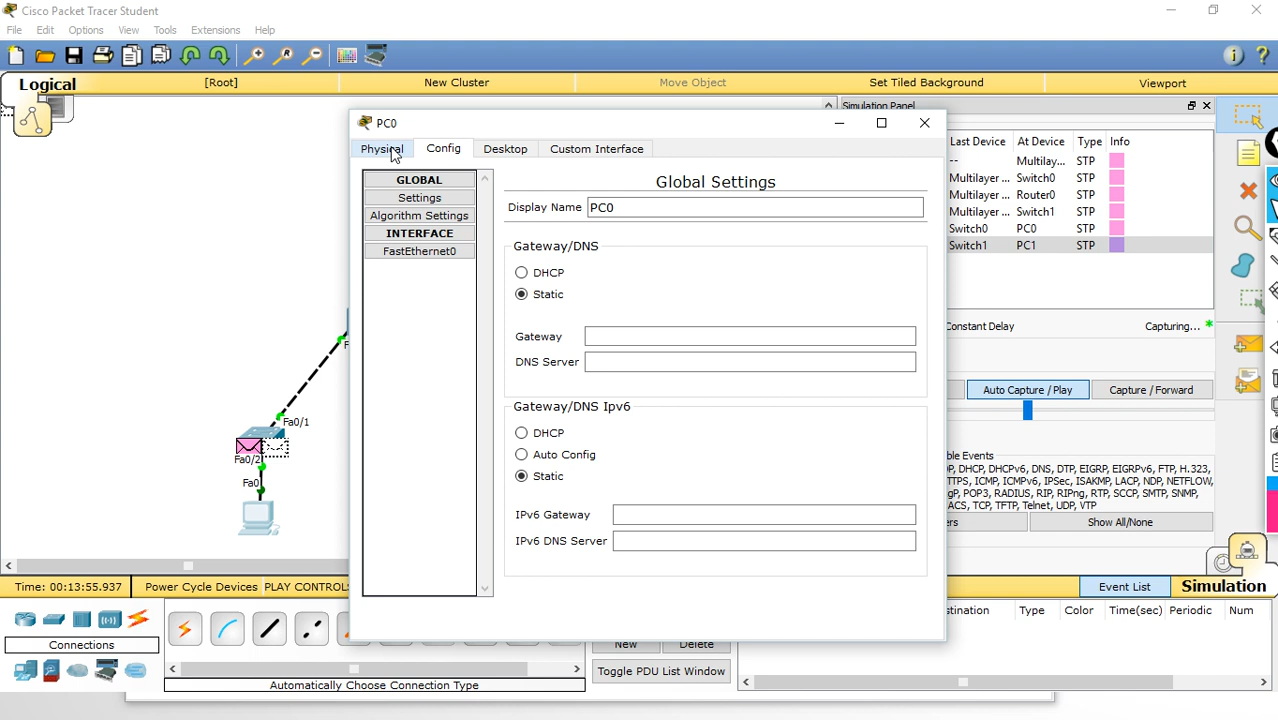 Cisco Packet Tracer Student
File Edit Options View Tools Extensions Help
Logical [Root] New Cluster Move Object Set Tiled Background Viewport
Simulation Panel
Last Device At Device Type Info
-- Multilay... STP
Multilayer ... Switch0 STP
Multilayer ... Router0 STP
Multilayer ... Switch1 STP
Switch0 PC0 STP
Switch1 PC1 STP
Constant Delay Capturing... *
Auto Capture / Play Capture / Forward
ble Events
P, DHCP, DHCPv6, DNS, DTP, EIGRP, EIGRPv6, FTP, H.323,
TTPS, ICMP, ICMPv6, IPSec, ISAKMP, LACP, NDP, NETFLOW,
gP, POP3, RADIUS, RIP, RIPng, RTP, SCCP, SMTP, SNMP,
ACS, TCP, TFTP, Telnet, UDP, VTP
ers Show All/None
PC0
Physical Config Desktop Custom Interface
GLOBAL
Settings
Algorithm Settings
INTERFACE
FastEthernet0
Global Settings
Display Name PC0
Gateway/DNS
DHCP
Static
Gateway
DNS Server
Gateway/DNS Ipv6
DHCP
Auto Config
Static
IPv6 Gateway
IPv6 DNS Server
Fa0/1
Fa0/2
Fa0
Time: 00:13:55.937 Power Cycle Devices PLAY CONTROLS Event List Simulation
Connections
Automatically Choose Connection Type
New Delete
Toggle PDU List Window
stination Type Color Time(sec) Periodic Num